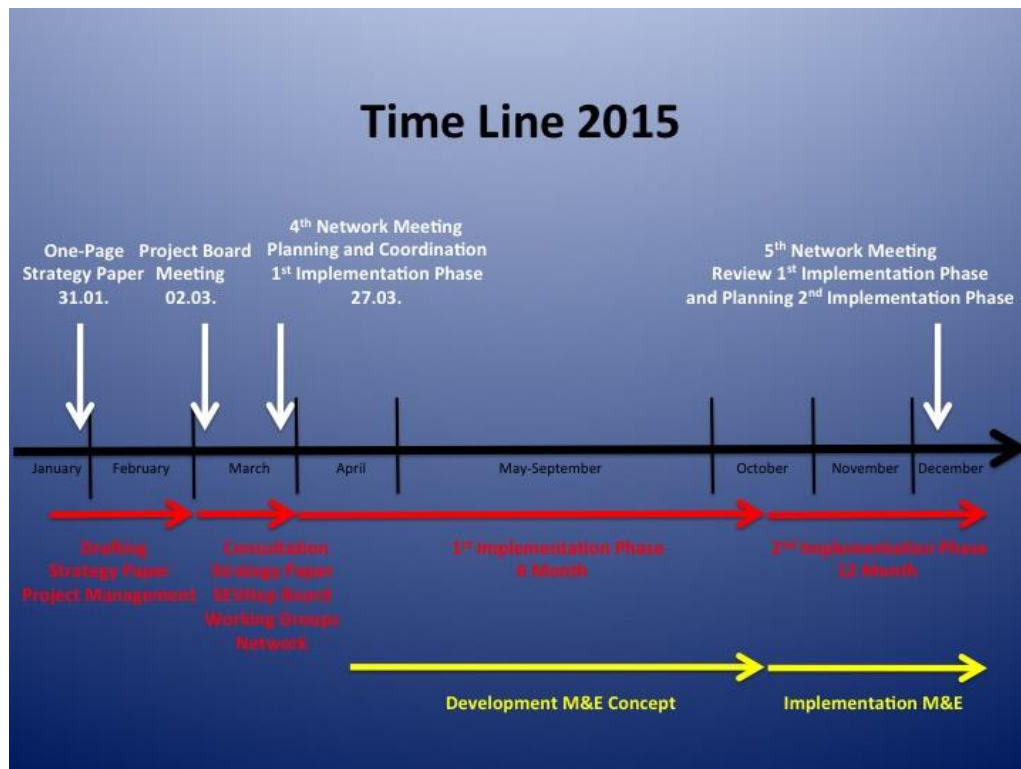 Time Line 2015
One-Page
Strategy Paper
31.01.
Project Board
Meeting
02.03.
4th Network Meeting
Planning and Coordination
1st Implementation Phase
27.03.
5th Network Meeting
Review 1st Implementation Phase
and Planning 2nd Implementation Phase
January
February
March
April
May-September
October
November
December
Drafting
Strategy Paper
Project Management
Consultation
Strategy Paper
Board
Working Groups
Network
1st Implementation Phase
6 Month
2nd Implementation Phase
12 Month
Development M&E Concept
Implementation M&E